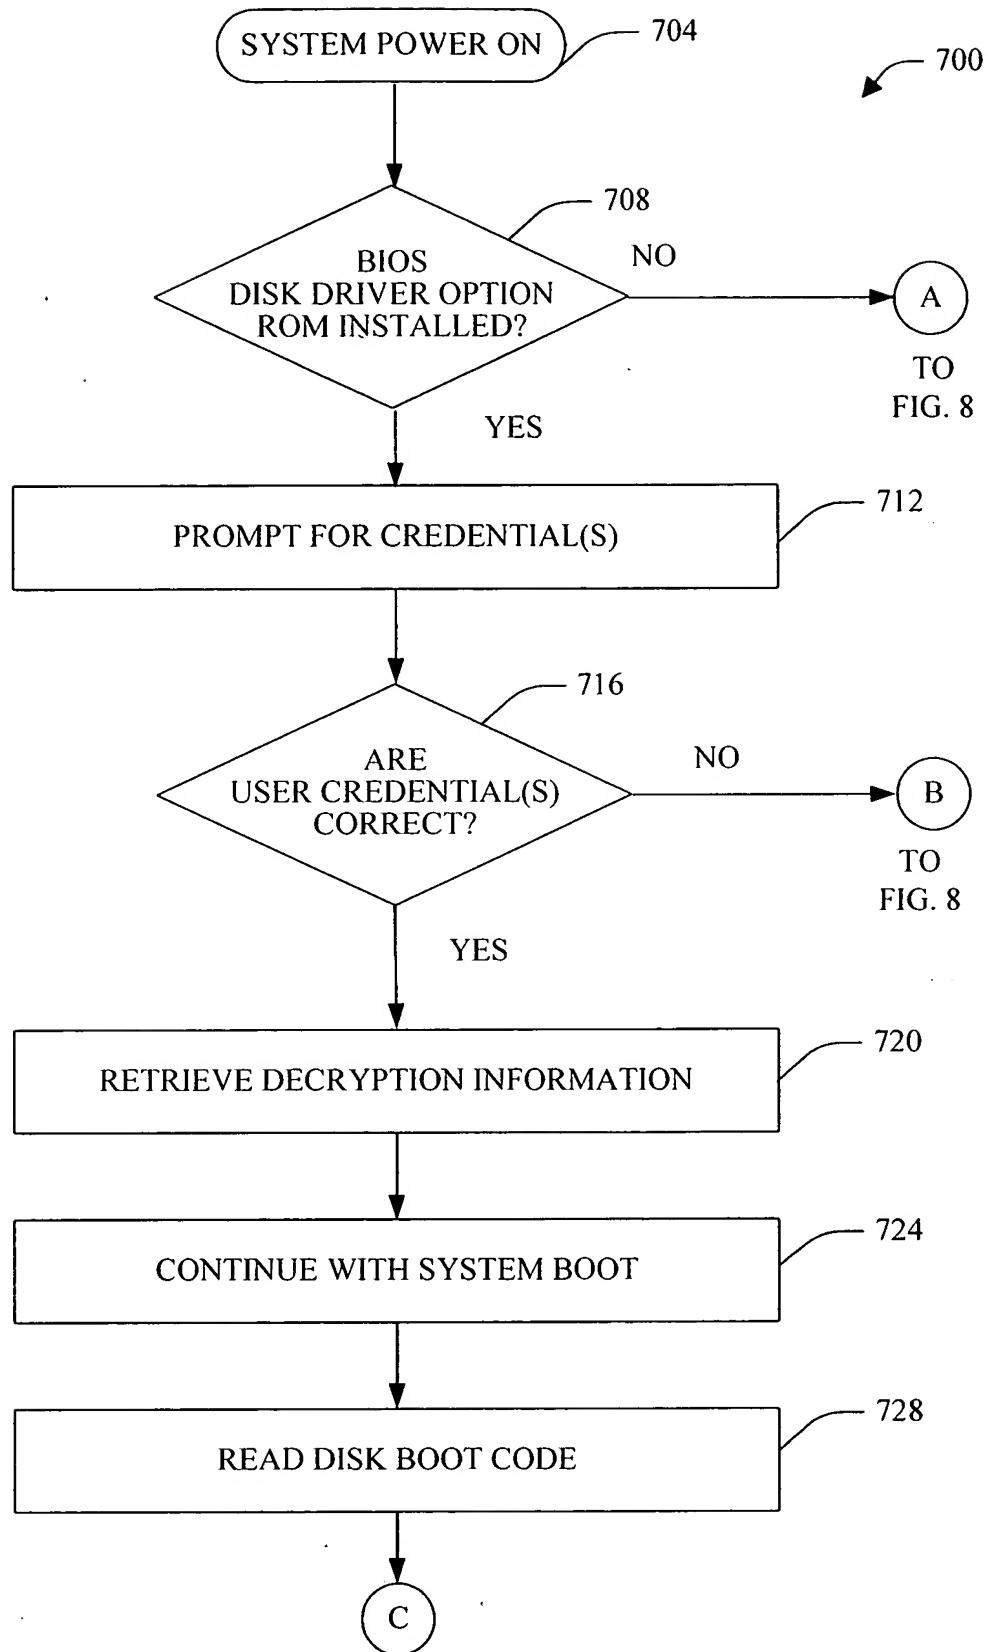 SYSTEM POWER ON
704
700
708
BIOS
DISK DRIVER OPTION
ROM INSTALLED?
NO
A
TO
FIG. 8
YES
712
PROMPT FOR CREDENTIAL(S)
716
ARE
USER CREDENTIAL(S)
CORRECT?
NO
B
TO
FIG. 8
YES
720
RETRIEVE DECRYPTION INFORMATION
724
CONTINUE WITH SYSTEM BOOT
728
READ DISK BOOT CODE
C